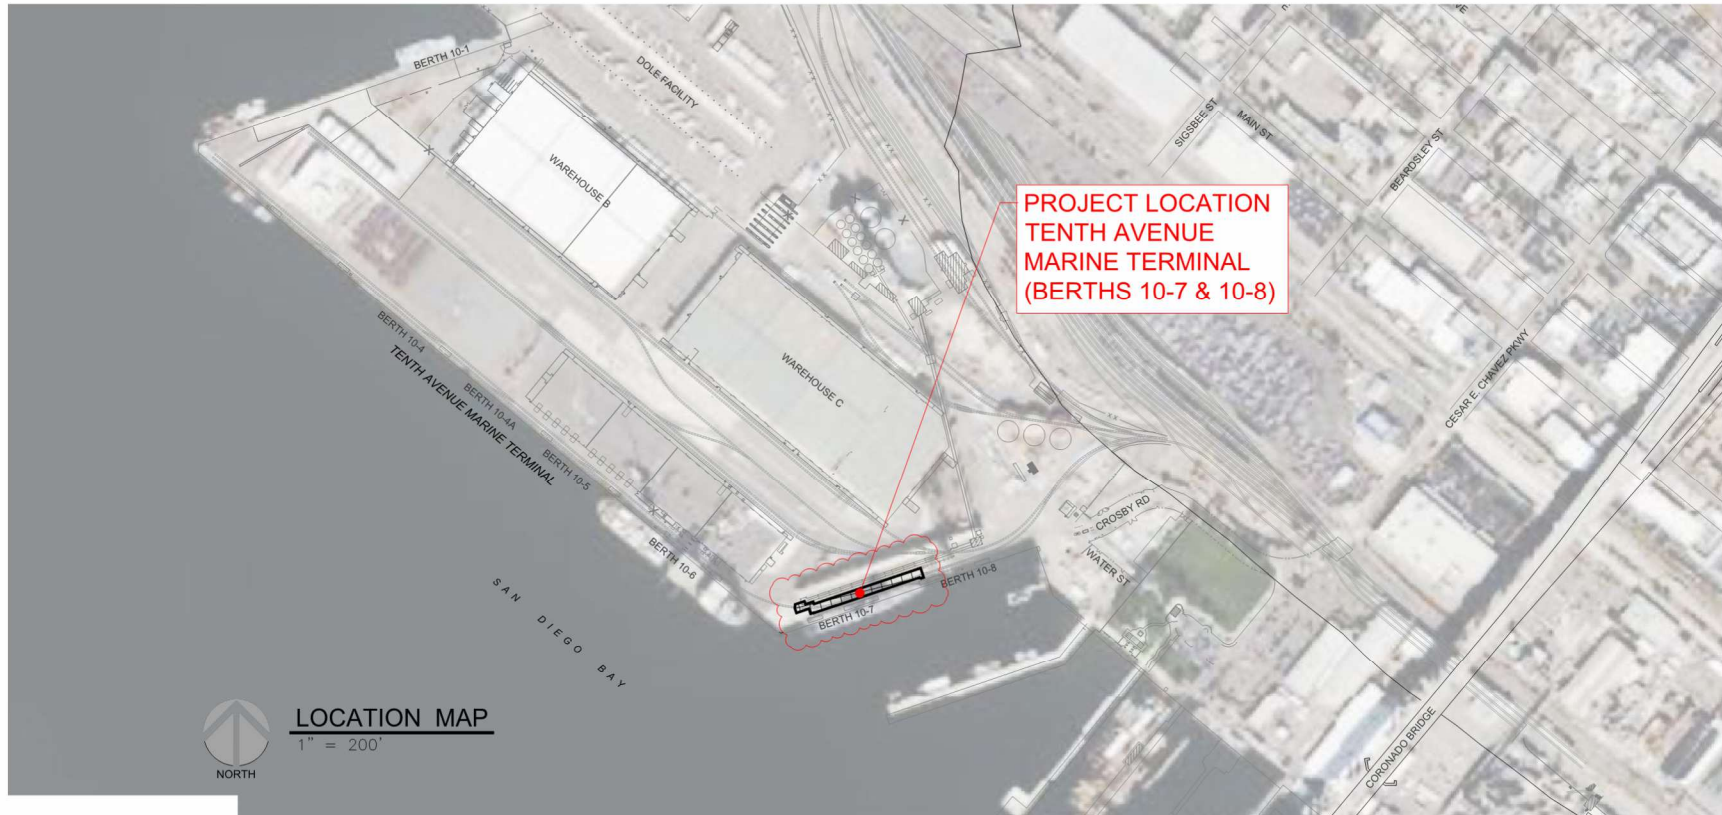 BERTH 10-1
DOLE FACILITY
SIGSBEE ST
MAIN ST
BEARDSLEY ST
WAREHOUSE B
PROJECT LOCATION
TENTH AVENUE
MARINE TERMINAL
(BERTHS 10-7 & 10-8)
BERTH 10-4
TENTH AVENUE MARINE TERMINAL
BERTH 10-4A
BERTH 10-5
WAREHOUSE C
CESAR E. CHAVEZ PKWY
CROSBY RD
WATER ST
BERTH 10-6
BERTH 10-8
BERTH 10-7
SAN DIEGO BAY
CORONADO BRIDGE
LOCATION MAP
1" = 200'
NORTH